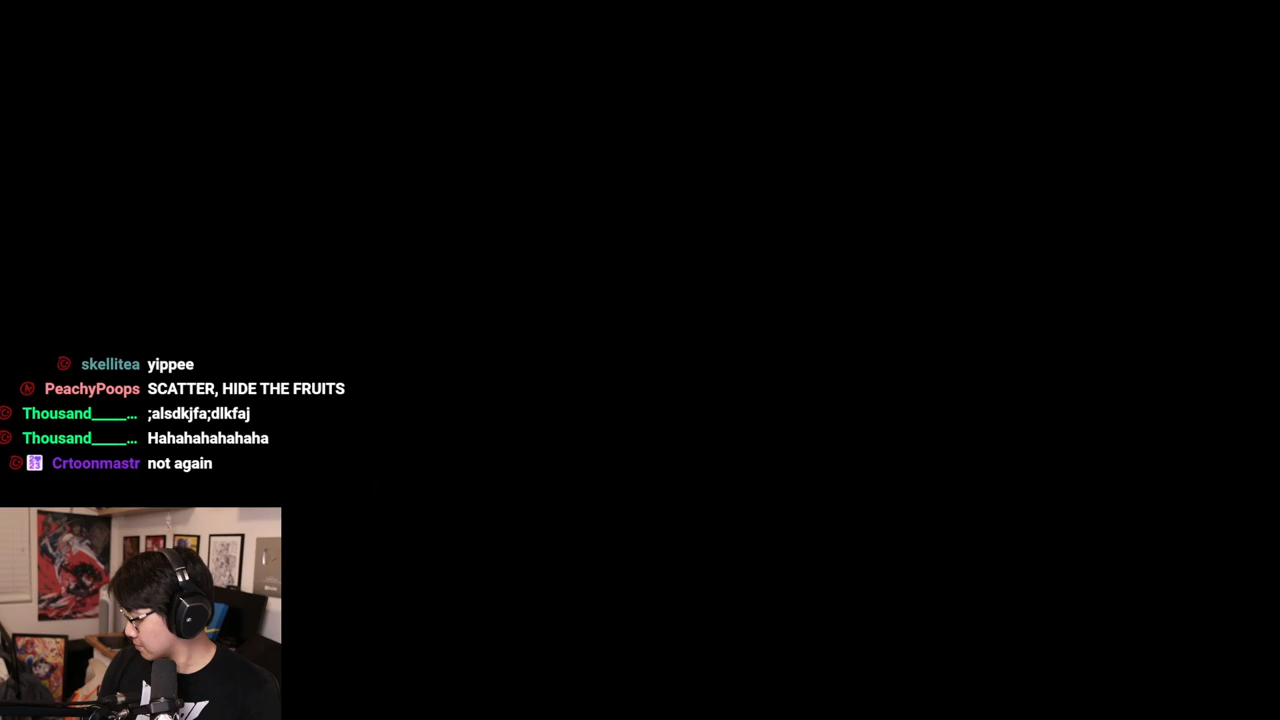 skellitea yippee
PeachyPoops SCATTER, HIDE THE FRUITS
Thousand_____… ;alsdkjfa;dlkfaj
Thousand_____… Hahahahahahaha
Crtoonmastr not again